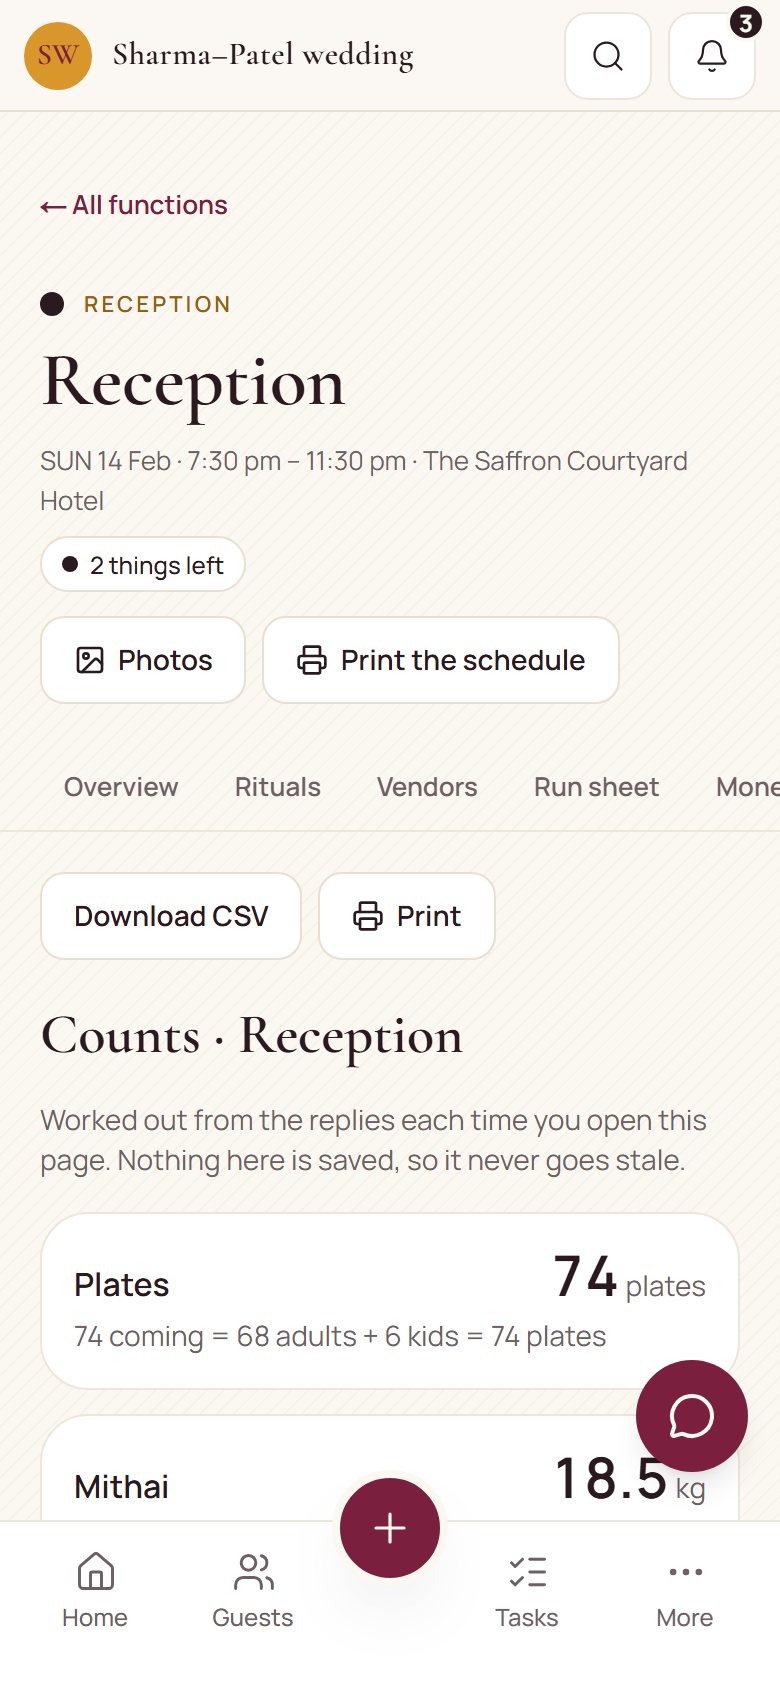 SW Sharma–Patel wedding 3
← All functions
RECEPTION
Reception
SUN 14 Feb · 7:30 pm – 11:30 pm · The Saffron Courtyard
Hotel
2 things left
Photos Print the schedule
Overview Rituals Vendors Run sheet Mone
Download CSV Print
Counts · Reception
Worked out from the replies each time you open this
page. Nothing here is saved, so it never goes stale.
Plates 74 plates
74 coming = 68 adults + 6 kids = 74 plates
Mithai 18.5 kg
Home Guests Tasks More